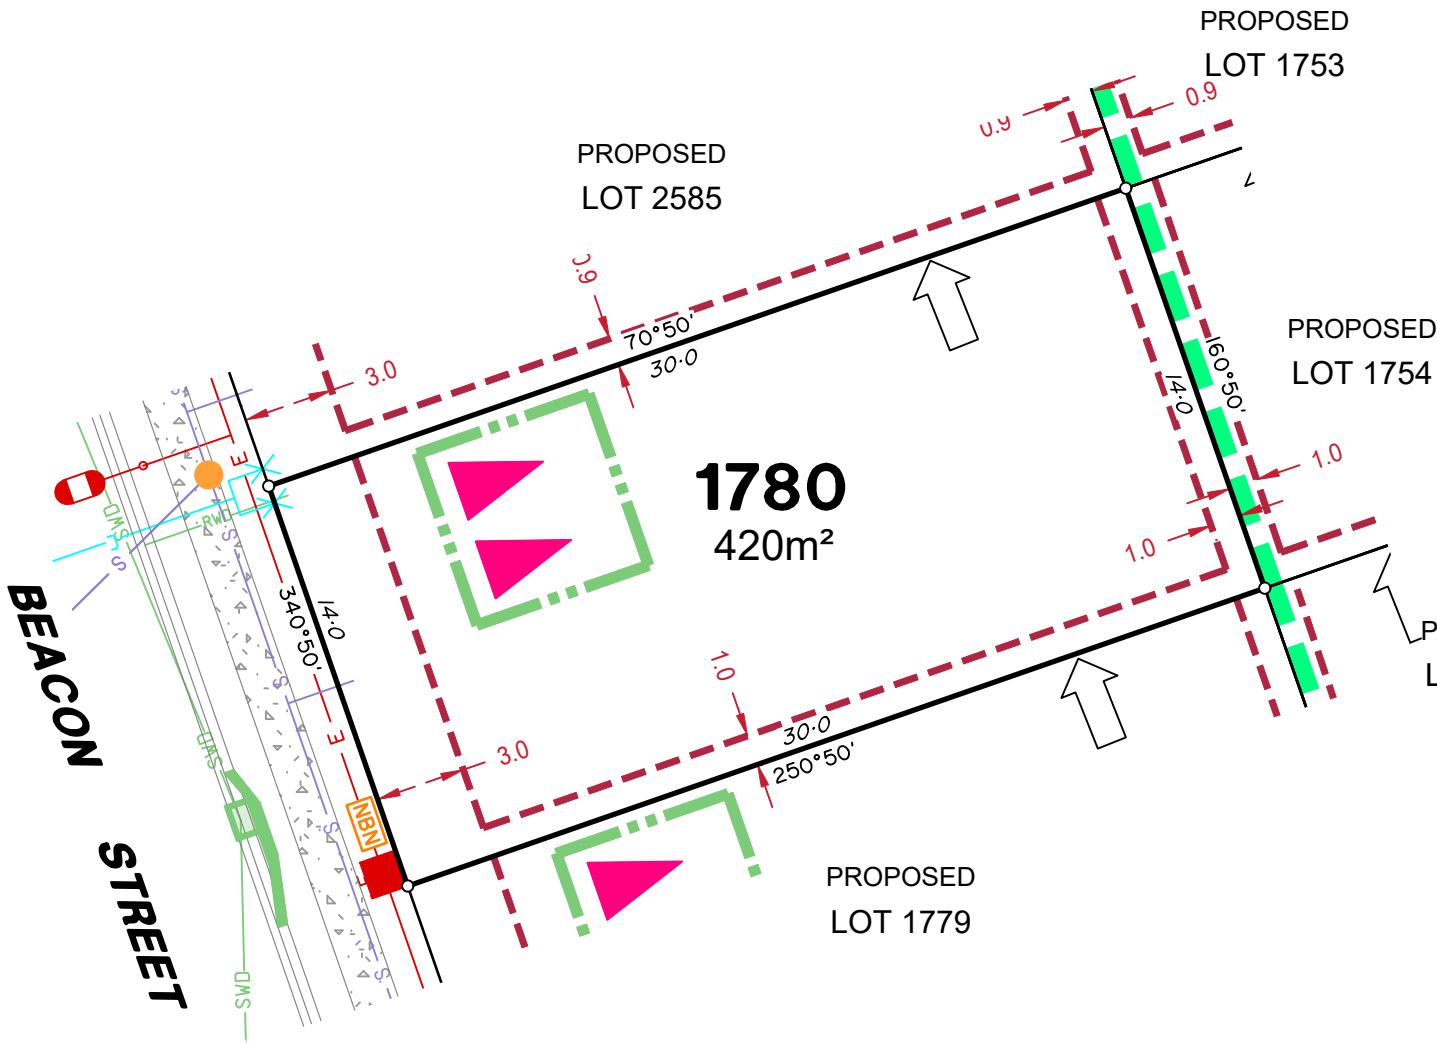 PROPOSED
LOT 1753
0.9
0.9
PROPOSED
LOT 2585
0.9
70°50'
30·0
3.0
PROPOSED
LOT 1754
160°50'
14·0
1780
420m²
1.0
1.0
E
S
SWD
RWD
S
S
340°50'
14·0
BEACON
STREET
S
SWD
E
1.0
30·0
250°50'
3.0
NBN
S
PROPOSED
LOT 1779
S
SWD
P
L